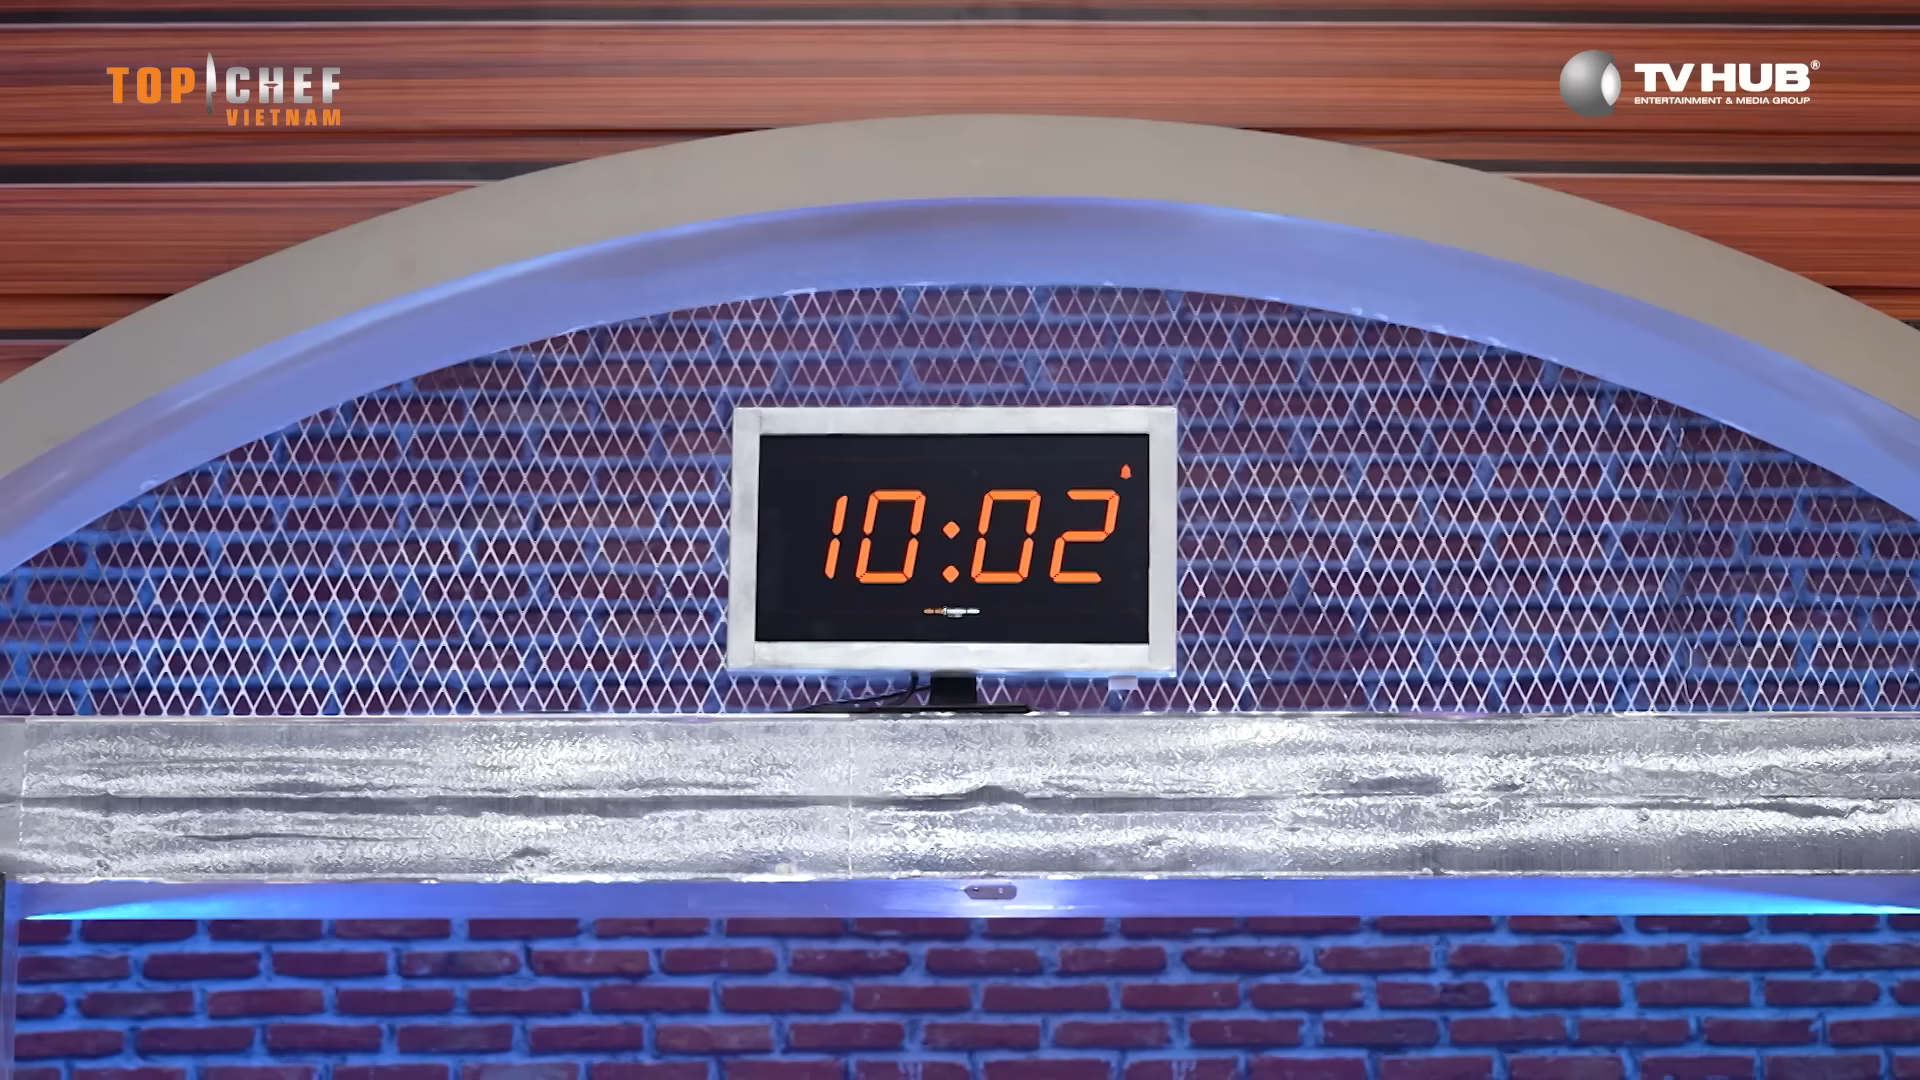 TOP CHEF
VIETNAM
TV HUB®
ENTERTAINMENT & MEDIA GROUP
10:02